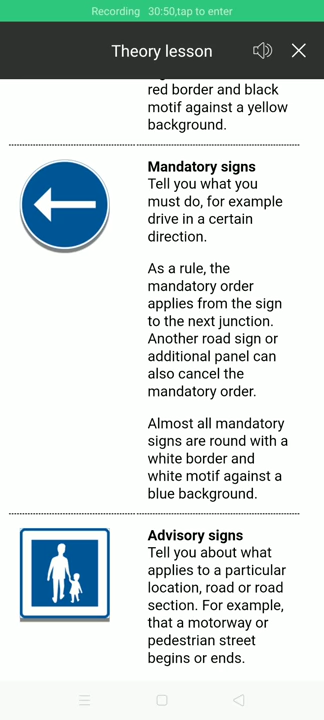 Recording 30:50,tap to enter
Theory lesson
red border and black
motif against a yellow
background.
Mandatory signs
Tell you what you
must do, for example
drive in a certain
direction.
As a rule, the
mandatory order
applies from the sign
to the next junction.
Another road sign or
additional panel can
also cancel the
mandatory order.
Almost all mandatory
signs are round with a
white border and
white motif against a
blue background.
Advisory signs
Tell you about what
applies to a particular
location, road or road
section. For example,
that a motorway or
pedestrian street
begins or ends.